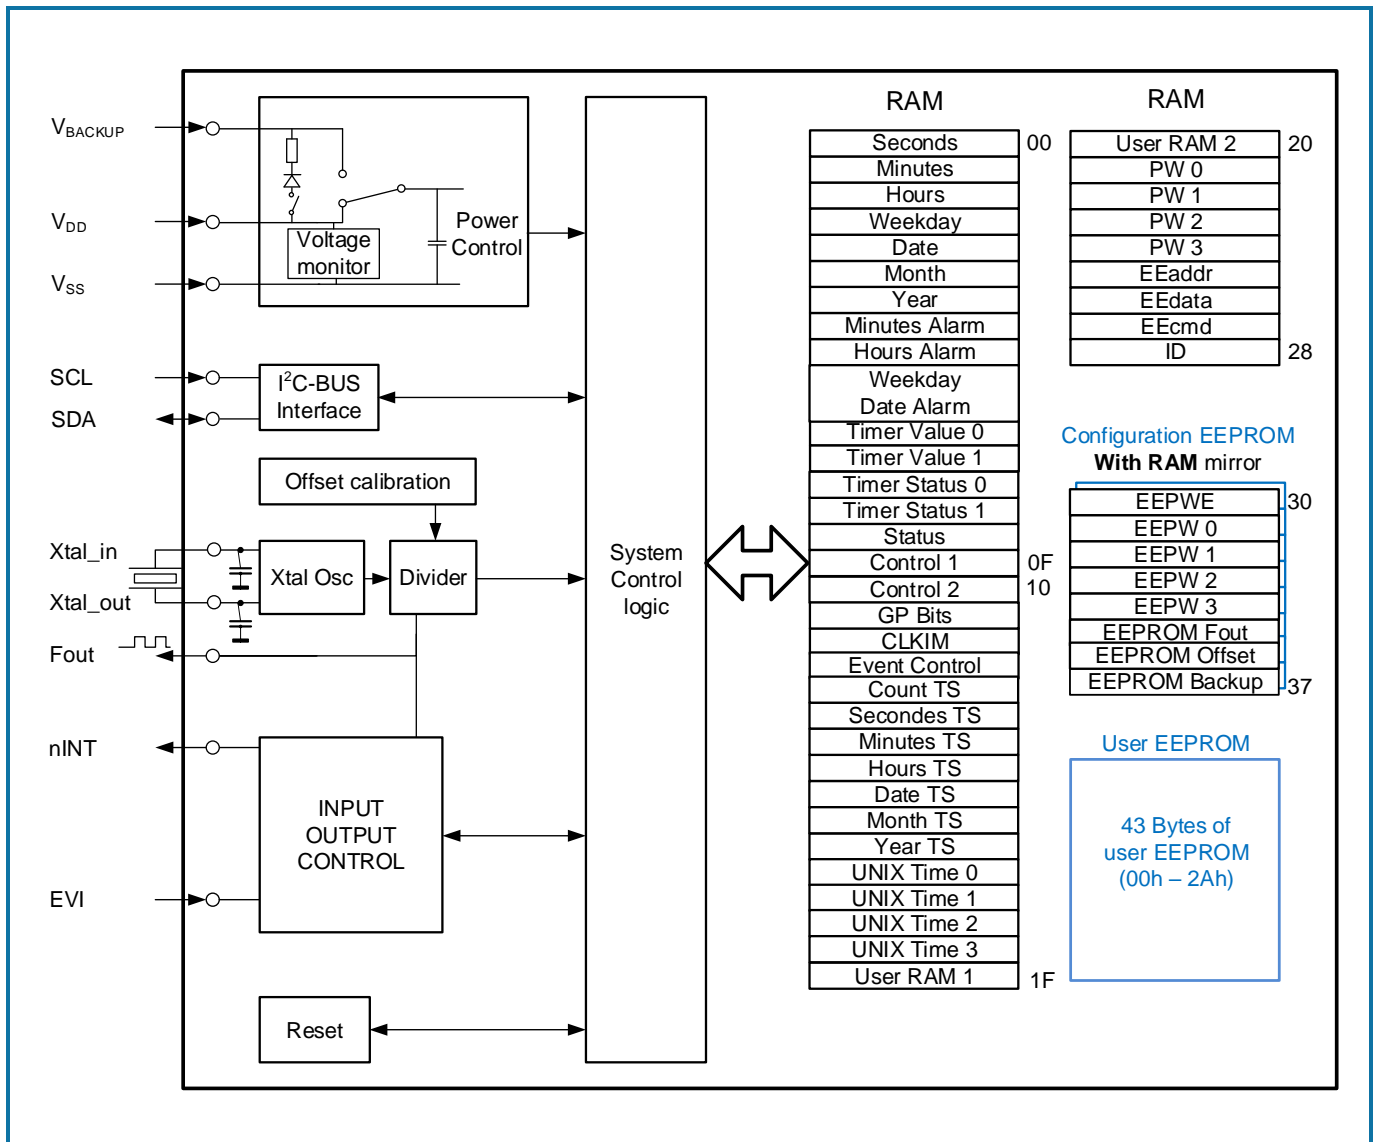 V_BACKUP
V_DD
V_SS
Voltage
monitor
Power
Control
SCL
SDA
I²C-BUS
Interface
Offset calibration
Xtal_in
Xtal_out
Xtal Osc
Divider
Fout
nINT
EVI
INPUT
OUTPUT
CONTROL
Reset
System
Control
logic
RAM
Seconds 00
Minutes
Hours
Weekday
Date
Month
Year
Minutes Alarm
Hours Alarm
Weekday
Date Alarm
Timer Value 0
Timer Value 1
Timer Status 0
Timer Status 1
Status
Control 1 0F
Control 2 10
GP Bits
CLKIM
Event Control
Count TS
Secondes TS
Minutes TS
Hours TS
Date TS
Month TS
Year TS
UNIX Time 0
UNIX Time 1
UNIX Time 2
UNIX Time 3
User RAM 1 1F
RAM
User RAM 2 20
PW 0
PW 1
PW 2
PW 3
EEaddr
EEdata
EEcmd
ID 28
Configuration EEPROM
With RAM mirror
EEPWE 30
EEPW 0
EEPW 1
EEPW 2
EEPW 3
EEPROM Fout
EEPROM Offset
EEPROM Backup 37
User EEPROM
43 Bytes of
user EEPROM
(00h – 2Ah)